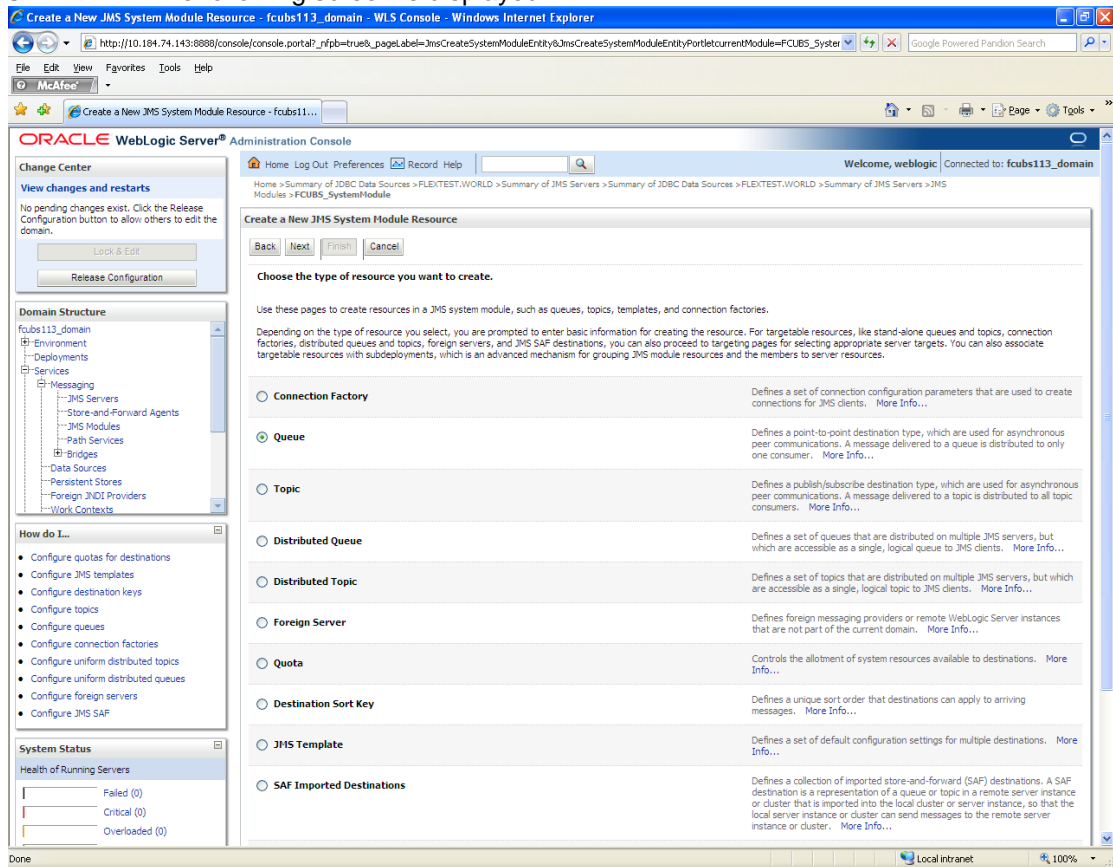 Create a New JMS System Module Resource - fcubs113_domain - WLS Console - Windows Internet Explorer
http://10.184.74.143:8888/console/console.portal?_nfpb=true&_pageLabel=JmsCreateSystemModuleEntity&JmsCreateSystemModuleEntityPortletcurrentModule=FCUBS_System
Google Powered Pandion Search
File Edit View Favorites Tools Help
McAfee
Create a New JMS System Module Resource - fcubs11...
Page Tools
ORACLE WebLogic Server® Administration Console
Change Center
View changes and restarts
No pending changes exist. Click the Release
Configuration button to allow others to edit the
domain.
Lock & Edit
Release Configuration
Domain Structure
fcubs113_domain
Environment
Deployments
Services
Messaging
JMS Servers
Store-and-Forward Agents
JMS Modules
Path Services
Bridges
Data Sources
Persistent Stores
Foreign JNDI Providers
Work Contexts
How do I...
Configure quotas for destinations
Configure JMS templates
Configure destination keys
Configure topics
Configure queues
Configure connection factories
Configure uniform distributed topics
Configure uniform distributed queues
Configure foreign servers
Configure JMS SAF
System Status
Health of Running Servers
Failed (0)
Critical (0)
Overloaded (0)
Home Log Out Preferences Record Help
Welcome, weblogic Connected to: fcubs113_domain
Home >Summary of JDBC Data Sources >FLEXTEST.WORLD >Summary of JMS Servers >Summary of JDBC Data Sources >FLEXTEST.WORLD >Summary of JMS Servers >JMS
Modules >FCUBS_SystemModule
Create a New JMS System Module Resource
Back Next Finish Cancel
Choose the type of resource you want to create.
Use these pages to create resources in a JMS system module, such as queues, topics, templates, and connection factories.
Depending on the type of resource you select, you are prompted to enter basic information for creating the resource. For targetable resources, like stand-alone queues and topics, connection
factories, distributed queues and topics, foreign servers, and JMS SAF destinations, you can also proceed to targeting pages for selecting appropriate server targets. You can also associate
targetable resources with subdeployments, which is an advanced mechanism for grouping JMS module resources and the members to server resources.
Connection Factory
Defines a set of connection configuration parameters that are used to create
connections for JMS clients. More Info...
Queue
Defines a point-to-point destination type, which are used for asynchronous
peer communications. A message delivered to a queue is distributed to only
one consumer. More Info...
Topic
Defines a publish/subscribe destination type, which are used for asynchronous
peer communications. A message delivered to a topic is distributed to all topic
consumers. More Info...
Distributed Queue
Defines a set of queues that are distributed on multiple JMS servers, but
which are accessible as a single, logical queue to JMS clients. More Info...
Distributed Topic
Defines a set of topics that are distributed on multiple JMS servers, but which
are accessible as a single, logical topic to JMS clients. More Info...
Foreign Server
Defines foreign messaging providers or remote WebLogic Server instances
that are not part of the current domain. More Info...
Quota
Controls the allotment of system resources available to destinations. More
Info...
Destination Sort Key
Defines a unique sort order that destinations can apply to arriving
messages. More Info...
JMS Template
Defines a set of default configuration settings for multiple destinations. More
Info...
SAF Imported Destinations
Defines a collection of imported store-and-forward (SAF) destinations. A SAF
destination is a representation of a queue or topic in a remote server instance
or cluster that is imported into the local cluster or server instance, so that the
local server instance or cluster can send messages to the remote server
instance or cluster. More Info...
Done
Local intranet
100%